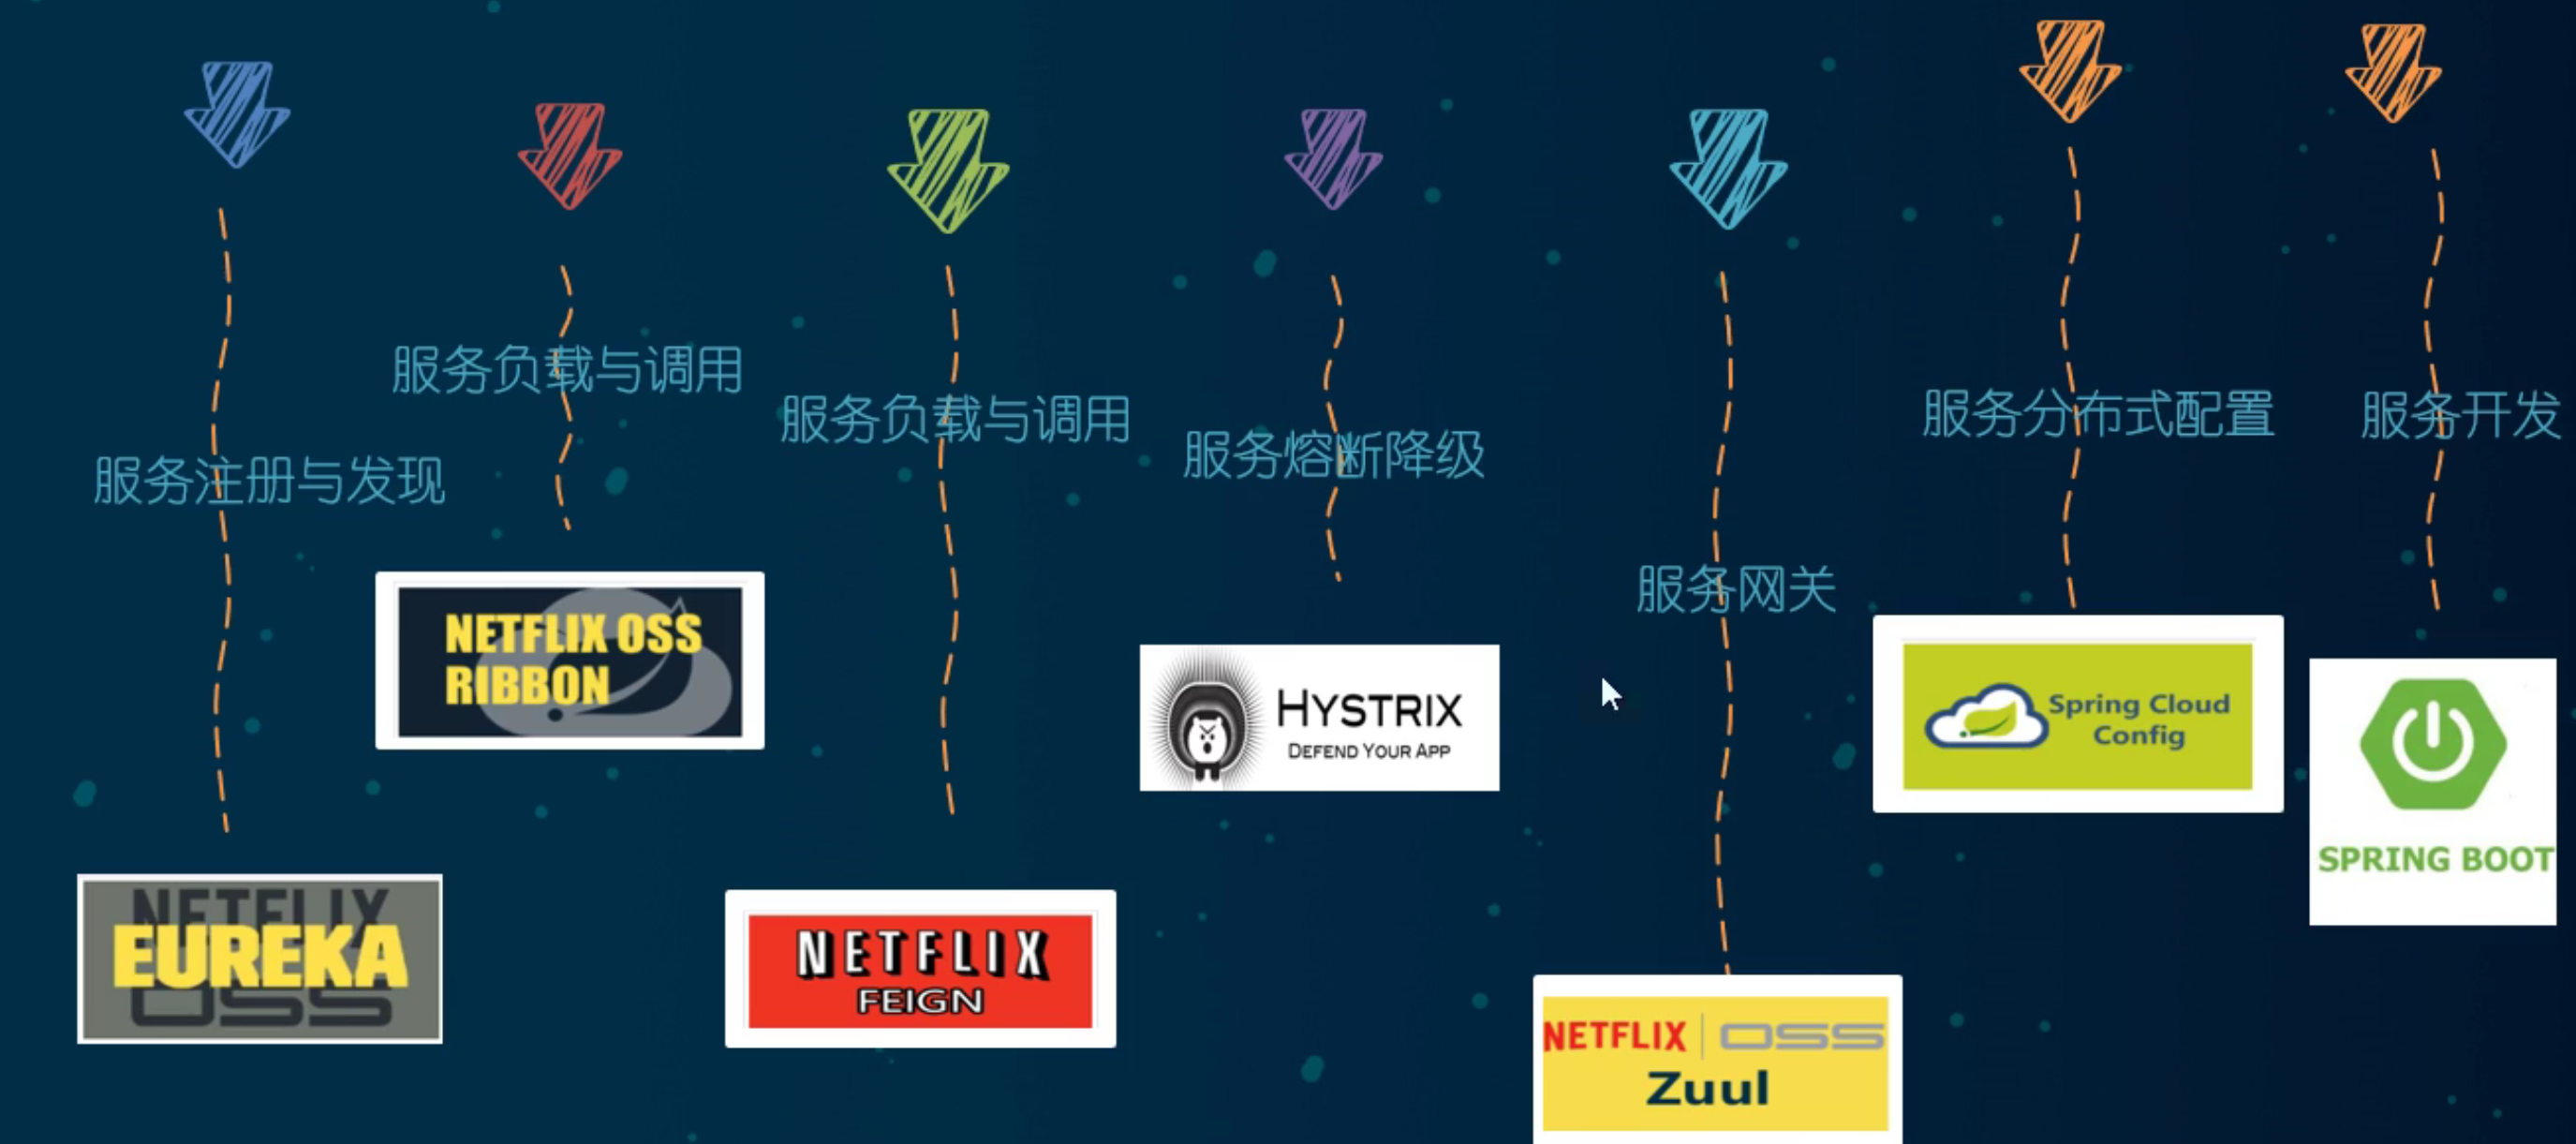 服务注册与发现
NETFLIX
EUREKA
OSS
服务负载与调用
NETFLIX OSS
RIBBON
服务负载与调用
NETFLIX
FEIGN
服务熔断降级
HYSTRIX
DEFEND YOUR APP
服务网关
NETFLIX | OSS
Zuul
服务分布式配置
Spring Cloud
Config
服务开发
SPRING BOOT